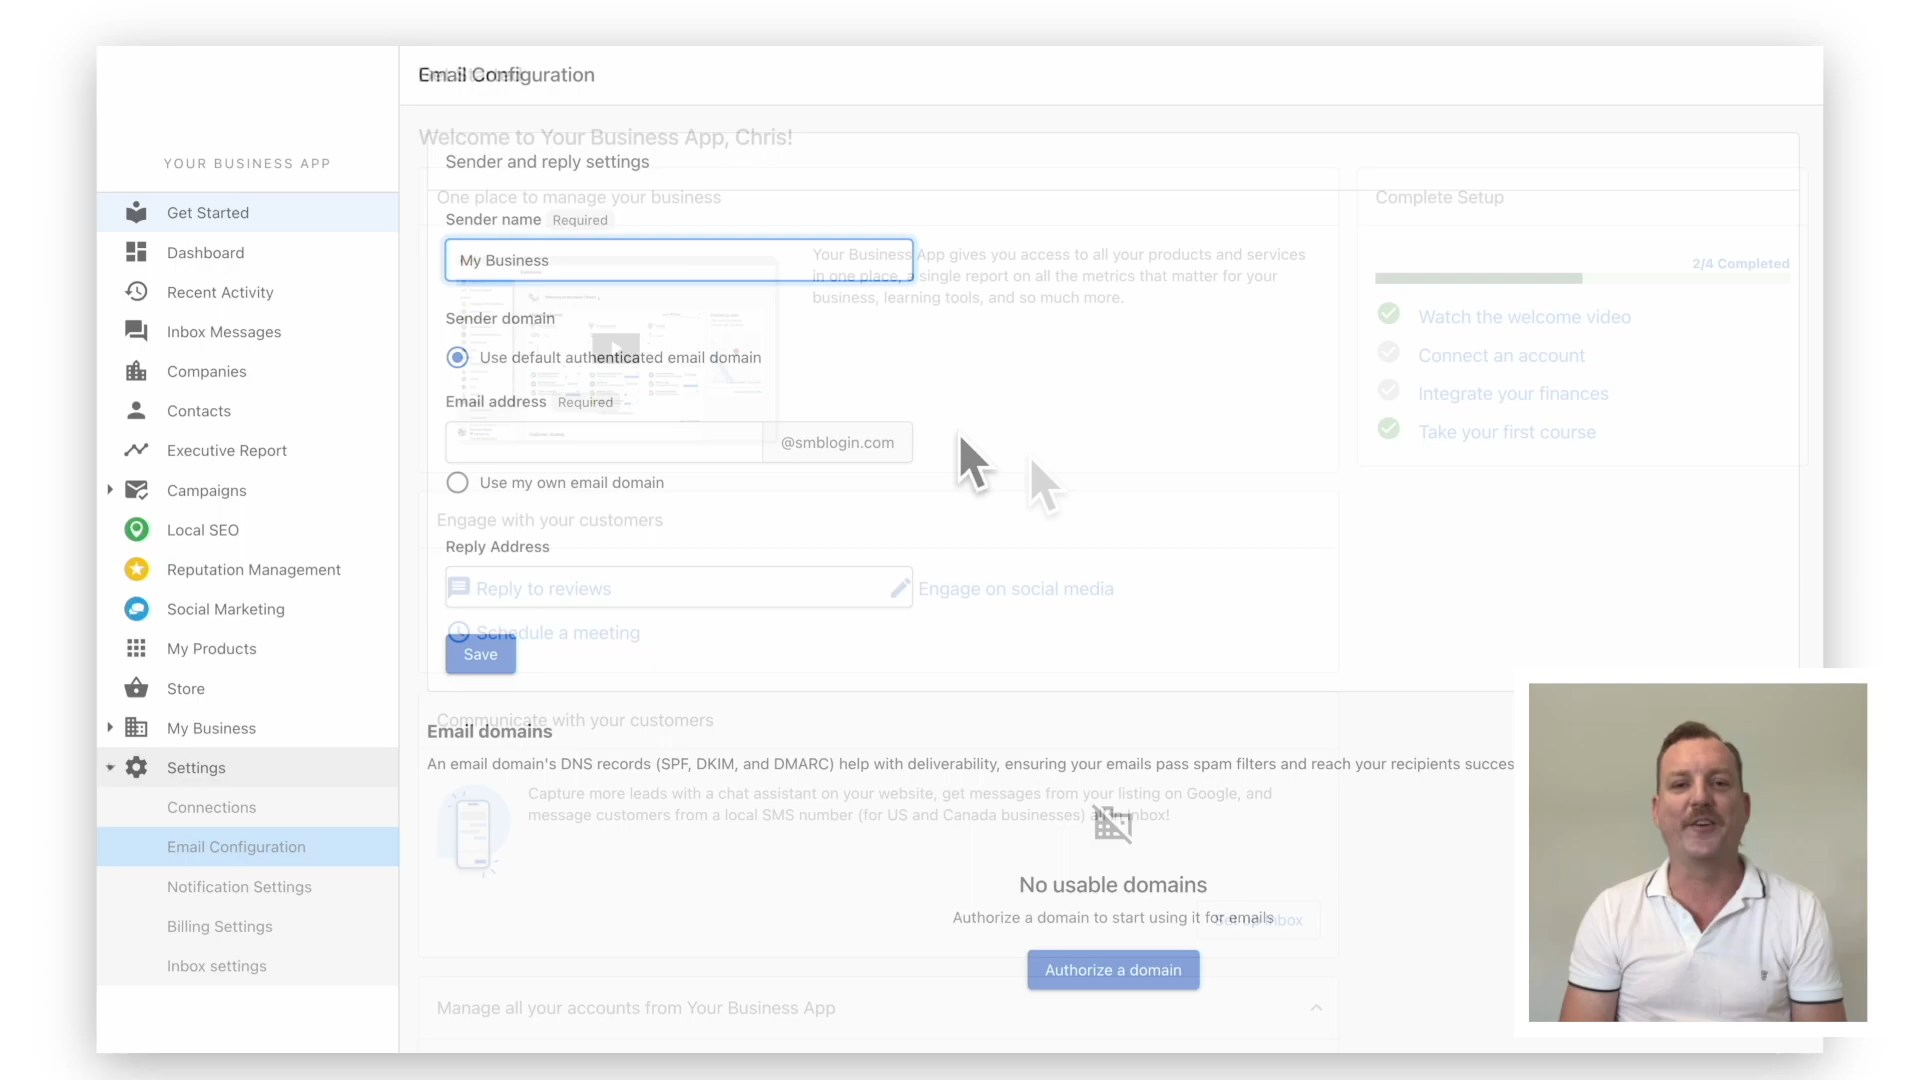 YOUR BUSINESS APP
Get Started
Dashboard
Recent Activity
Inbox Messages
Companies
Contacts
Executive Report
Campaigns
Local SEO
Reputation Management
Social Marketing
My Products
Store
My Business
Settings
Connections
Email Configuration
Notification Settings
Billing Settings
Inbox settings
Email Configuration
Welcome to Your Business App, Chris!
Sender and reply settings
One place to manage your business
Sender name Required
My Business
Your Business App gives you access to all your products and services
in one place, a single report on all the metrics that matter for your
business, learning tools, and so much more.
Sender domain
Use default authenticated email domain
Email address Required
@smblogin.com
Use my own email domain
Engage with your customers
Reply Address
Reply to reviews
Engage on social media
Schedule a meeting
Save
Complete Setup
2/4 Completed
Watch the welcome video
Connect an account
Integrate your finances
Take your first course
Communicate with your customers
Email domains
An email domain's DNS records (SPF, DKIM, and DMARC) help with deliverability, ensuring your emails pass spam filters and reach your recipients succes
Capture more leads with a chat assistant on your website, get messages from your listing on Google, and
message customers from a local SMS number (for US and Canada businesses) all in Inbox!
No usable domains
Authorize a domain to start using it for emails
Set up Inbox
Authorize a domain
Manage all your accounts from Your Business App